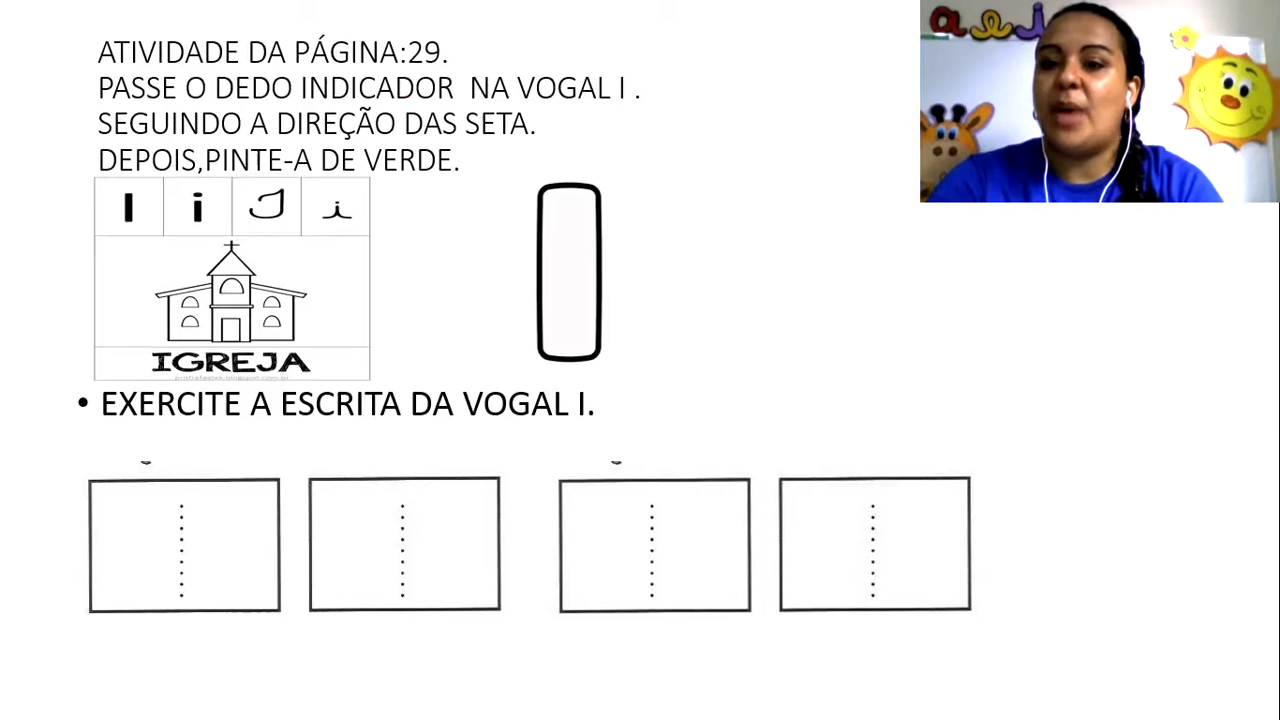 ATIVIDADE DA PÁGINA:29.
PASSE O DEDO INDICADOR NA VOGAL I .
SEGUINDO A DIREÇÃO DAS SETA.
DEPOIS,PINTE-A DE VERDE.
I i I i
IGREJA
• EXERCITE A ESCRITA DA VOGAL I.
a e i